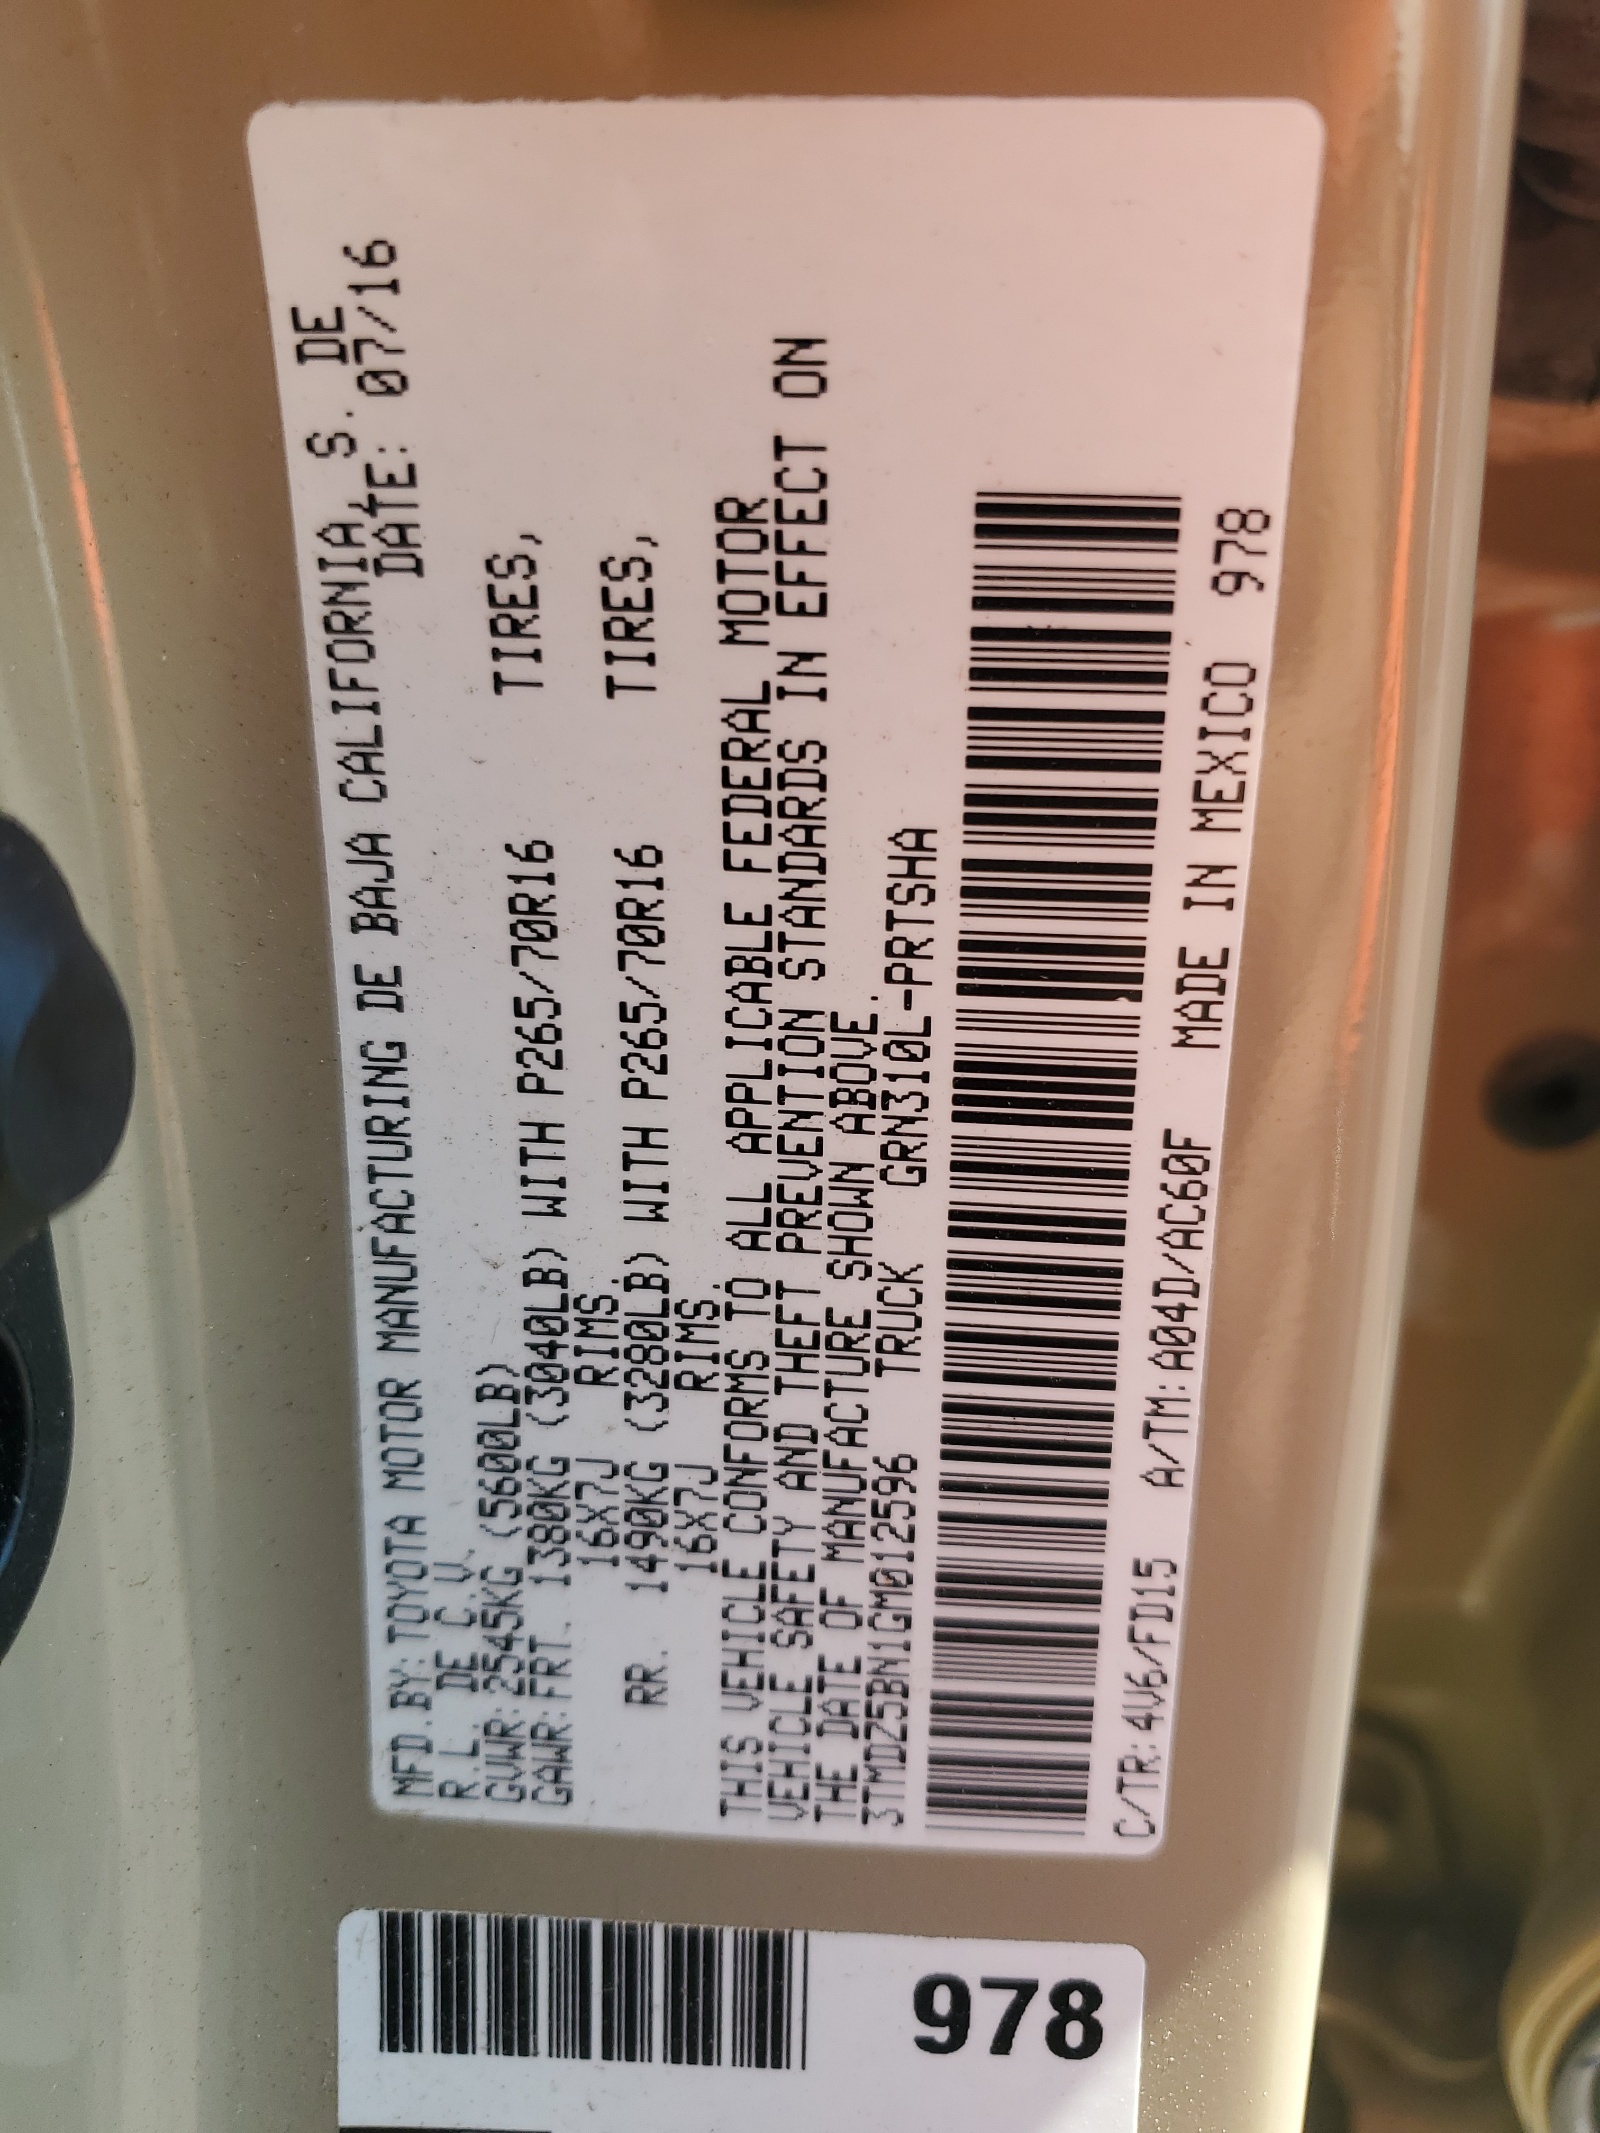 MFD.BY:TOYOTA MOTOR MANUFACTURING DE BAJA CALIFORNIA, S. DE
R.L. DE C.V. DATE: 07/16
GVWR:2545KG (5600LB)
GAWR:FRT. 1380KG (3040LB) WITH P265/70R16 TIRES,
16X7J RIMS.
RR. 1490KG (3280LB) WITH P265/70R16 TIRES,
16X7J RIMS.
THIS VEHICLE CONFORMS TO ALL APPLICABLE FEDERAL MOTOR
VEHICLE SAFETY AND THEFT PREVENTION STANDARDS IN EFFECT ON
THE DATE OF MANUFACTURE SHOWN ABOVE.
3TMDZ5BN1GM012596 TRUCK GRN310L-PRTSHA
C/TR:4V6/FD15 A/TM:A04D/AC60F MADE IN MEXICO 978
978